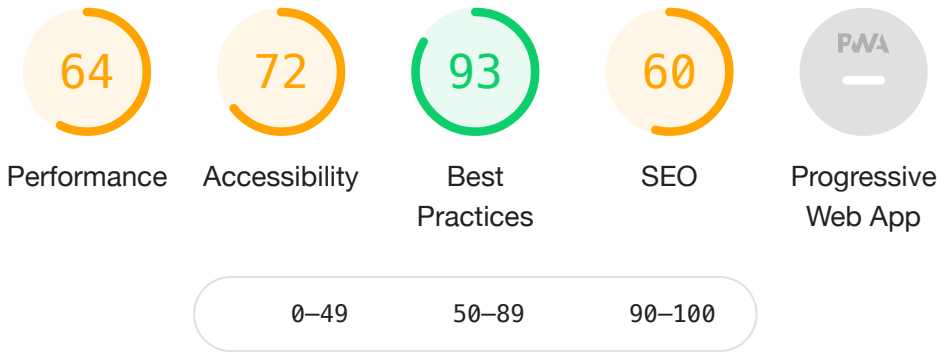 64
72
93
60
PWA
Performance
Accessibility
Best
Practices
SEO
Progressive
Web App
0–49
50–89
90–100